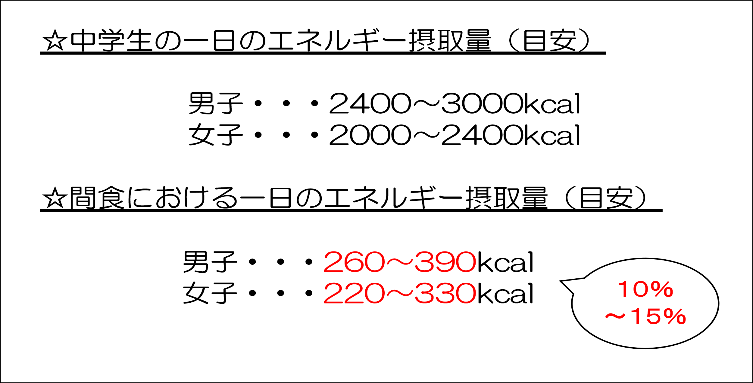 ☆中学生の一日のエネルギー摂取量（目安）
男子・・・2400～3000kcal
女子・・・2000～2400kcal
☆間食における一日のエネルギー摂取量（目安）
男子・・・260～390kcal
女子・・・220～330kcal
10%
～15%